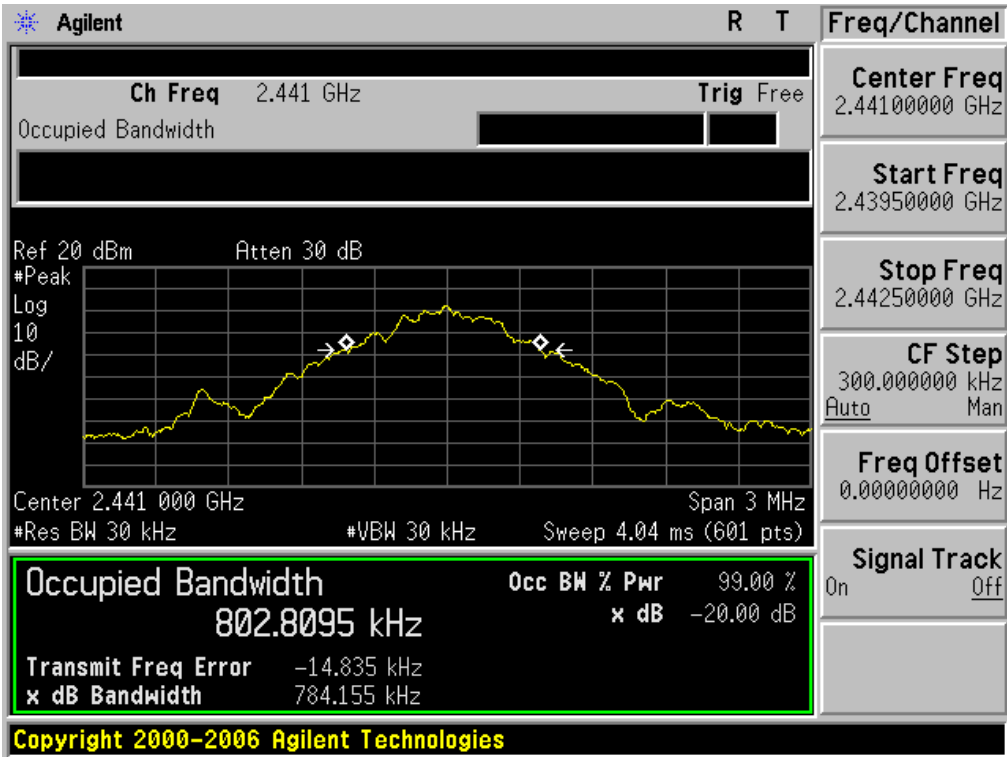 Agilent R T Freq/Channel
Ch Freq 2.441 GHz Trig Free
Occupied Bandwidth
Center Freq
2.44100000 GHz
Start Freq
2.43950000 GHz
Stop Freq
2.44250000 GHz
CF Step
300.000000 kHz
Auto Man
Freq Offset
0.00000000 Hz
Signal Track
On Off
Ref 20 dBm Atten 30 dB
#Peak
Log
10
dB/
Center 2.441 000 GHz Span 3 MHz
#Res BW 30 kHz #VBW 30 kHz Sweep 4.04 ms (601 pts)
Occupied Bandwidth
802.8095 kHz
Occ BW % Pwr 99.00 %
x dB -20.00 dB
Transmit Freq Error -14.835 kHz
x dB Bandwidth 784.155 kHz
Copyright 2000-2006 Agilent Technologies